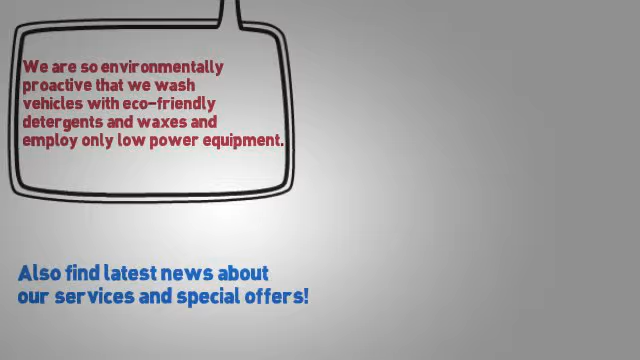 We are so environmentally
proactive that we wash
vehicles with eco-friendly
detergents and waxes and
employ only low power equipment.
Also find latest news about
our services and special offers!